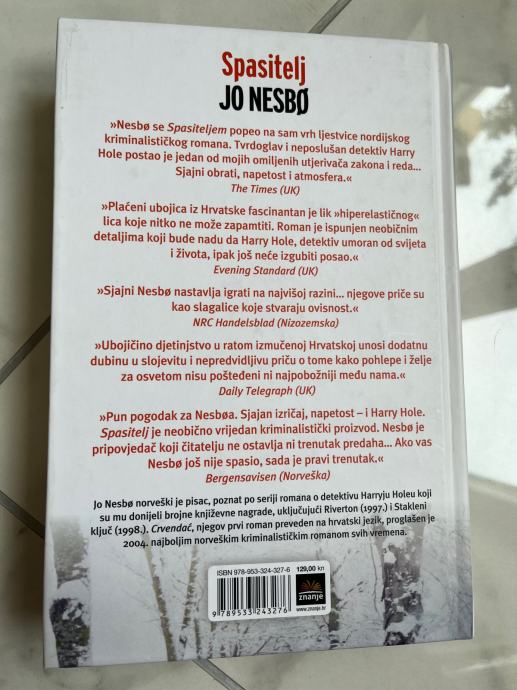 Spasitelj
JO NESBØ
»Nesbø se Spasiteljem popeo na sam vrh ljestvice nordijskog
kriminalističkog romana. Tvrdoglav i neposlušan detektiv Harry
Hole postao je jedan od mojih omiljenih utjerivača zakona i reda...
Sjajni obrati, napetost i atmosfera.«
The Times (UK)
»Plaćeni ubojica iz Hrvatske fascinantan je lik »hiperelastičnog«
lica koje nitko ne može zapamtiti. Roman je ispunjen neobičnim
detaljima koji bude nadu da Harry Hole, detektiv umoran od svijeta
i života, ipak još neće izgubiti posao.«
Evening Standard (UK)
»Sjajni Nesbø nastavlja igrati na najvišoj razini... njegove priče su
kao slagalice koje stvaraju ovisnost.«
NRC Handelsblad (Nizozemska)
»Ubojičino djetinjstvo u ratom izmučenoj Hrvatskoj unosi dodatnu
dubinu u slojevitu i nepredvidljivu priču o tome kako pohlepe i želje
za osvetom nisu pošteđeni ni najpobožniji među nama.«
Daily Telegraph (UK)
»Pun pogodak za Nesbøa. Sjajan izričaj, napetost – i Harry Hole.
Spasitelj je neobično vrijedan kriminalistički proizvod. Nesbø je
pripovjedač koji čitatelju ne ostavlja ni trenutak predaha... Ako vas
Nesbø još nije spasio, sada je pravi trenutak.«
Bergensavisen (Norveška)
Jo Nesbø norveški je pisac, poznat po seriji romana o detektivu Harryju Holeu koji
su mu donijeli brojne književne nagrade, uključujući Riverton (1997.) i Stakleni
ključ (1998.). Crvendać, njegov prvi roman preveden na hrvatski jezik, proglašen je
2004. najboljim norveškim kriminalističkim romanom svih vremena.
ISBN 978-953-324-327-6
129,00 kn
9 789533 243276
znanje
www.znanje.hr